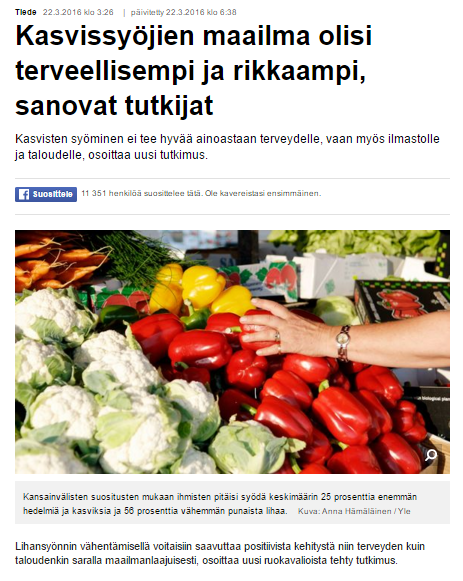 Tiede 22.3.2016 klo 3:26 | päivitetty 22.3.2016 klo 6:38
Kasvissyöjien maailma olisi
terveellisempi ja rikkaampi,
sanovat tutkijat
Kasvisten syöminen ei tee hyvää ainoastaan terveydelle, vaan myös ilmastolle
ja taloudelle, osoittaa uusi tutkimus.
Suosittele 11 351 henkilöä suosittelee tätä. Ole kavereistasi ensimmäinen.
Kansainvälisten suositusten mukaan ihmisten pitäisi syödä keskimäärin 25 prosenttia enemmän
hedelmiä ja kasviksia ja 56 prosenttia vähemmän punaista lihaa. Kuva: Anna Hämäläinen / Yle
Lihansyönnin vähentämisellä voitaisiin saavuttaa positiivista kehitystä niin terveyden kuin
taloudenkin saralla maailmanlaajuisesti, osoittaa uusi ruokavalioista tehty tutkimus.